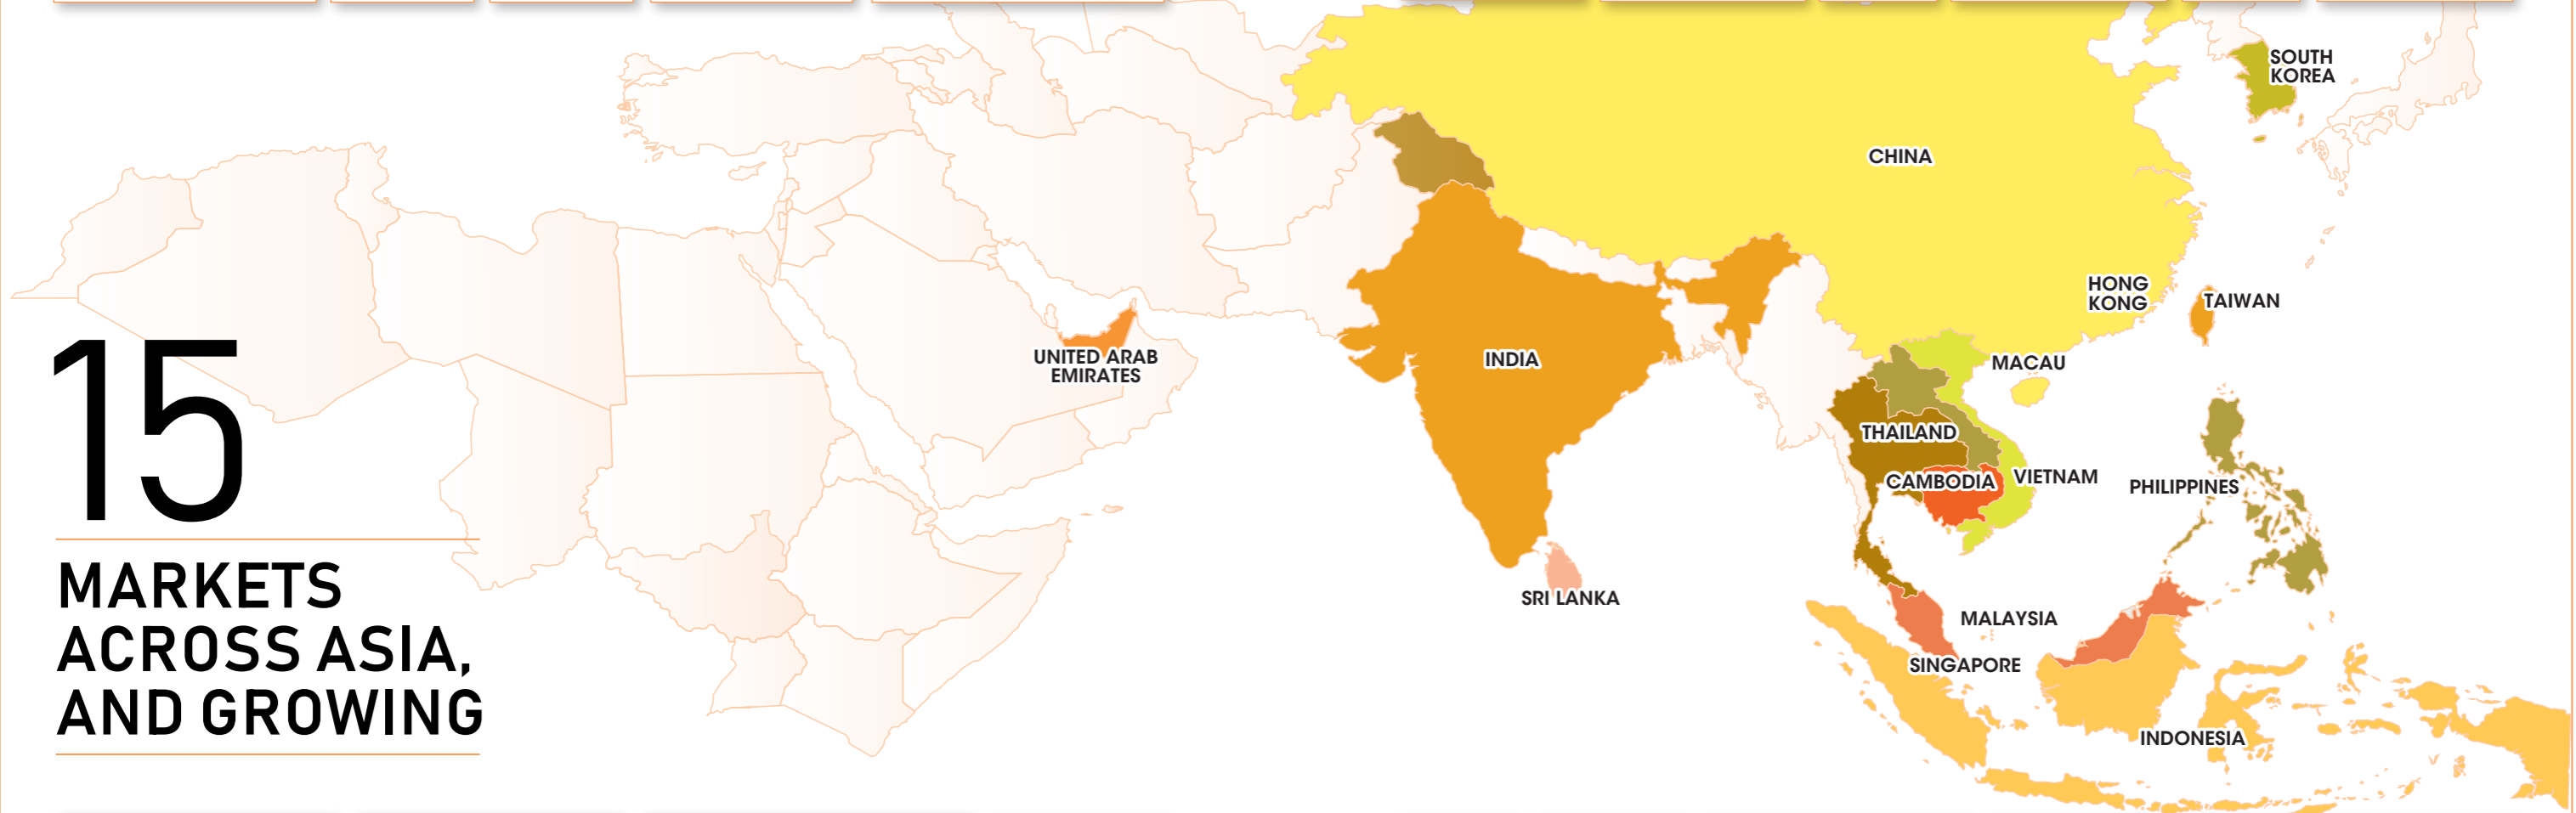 SOUTH
KOREA
CHINA
HONG
KONG
TAIWAN
UNITED ARAB
EMIRATES
INDIA
MACAU
THAILAND
CAMBODIA
VIETNAM
PHILIPPINES
SRI LANKA
MALAYSIA
SINGAPORE
INDONESIA
15
MARKETS
ACROSS ASIA,
AND GROWING